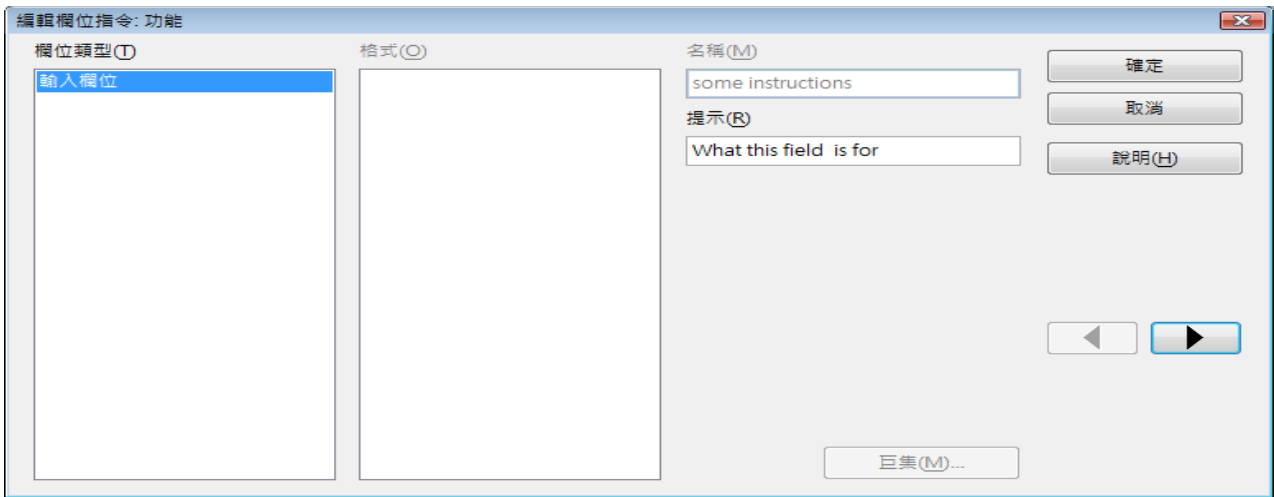 編輯欄位指令: 功能
欄位類型(T)
輸入欄位
格式(O)
名稱(M)
some instructions
提示(R)
What this field  is for
確定
取消
說明(H)
巨集(M)...